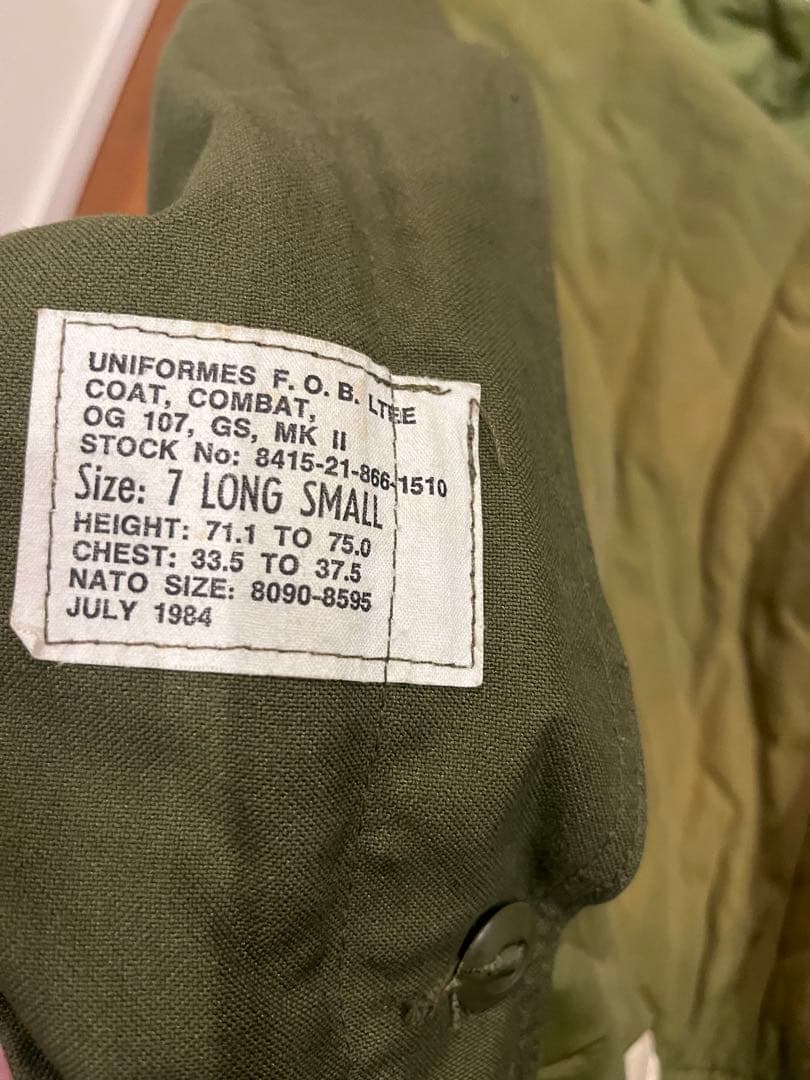 UNIFORMES F. O. B. LTEE
COAT, COMBAT,
OG 107, GS, MK II
STOCK No: 8415-21-866-1510
Size: 7 LONG SMALL
HEIGHT: 71.1 TO 75.0
CHEST: 33.5 TO 37.5
NATO SIZE: 8090-8595
JULY 1984